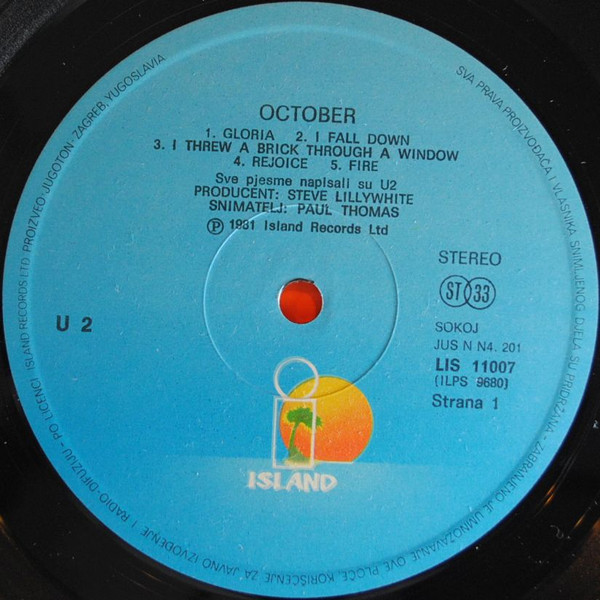 OCTOBER
1. GLORIA 2. I FALL DOWN
3. I THREW A BRICK THROUGH A WINDOW
4. REJOICE 5. FIRE
Sve pjesme napisali su U2
PRODUCENT: STEVE LILLYWHITE
SNIMATELJ: PAUL THOMAS
Ⓟ 1981 Island Records Ltd
STEREO
ST 33
U 2
SOKOJ
JUS N N4. 201
LIS 11007
(ILPS 9680)
Strana 1
i
ISLAND
SVA PRAVA PROIZVOĐAČA I VLASNIKA SNIMLJENOG DJELA SU PRIDRŽANA - ZABRANJENO JE UMNOŽAVANJE OVE PLOČE, KORIŠĆENJE ZA JAVNO IZVOĐENJE I RADIO-DIFUZIJU - PO LICENCI ISLAND RECORDS LTD PROIZVEO JUGOTON - ZAGREB, YUGOSLAVIA